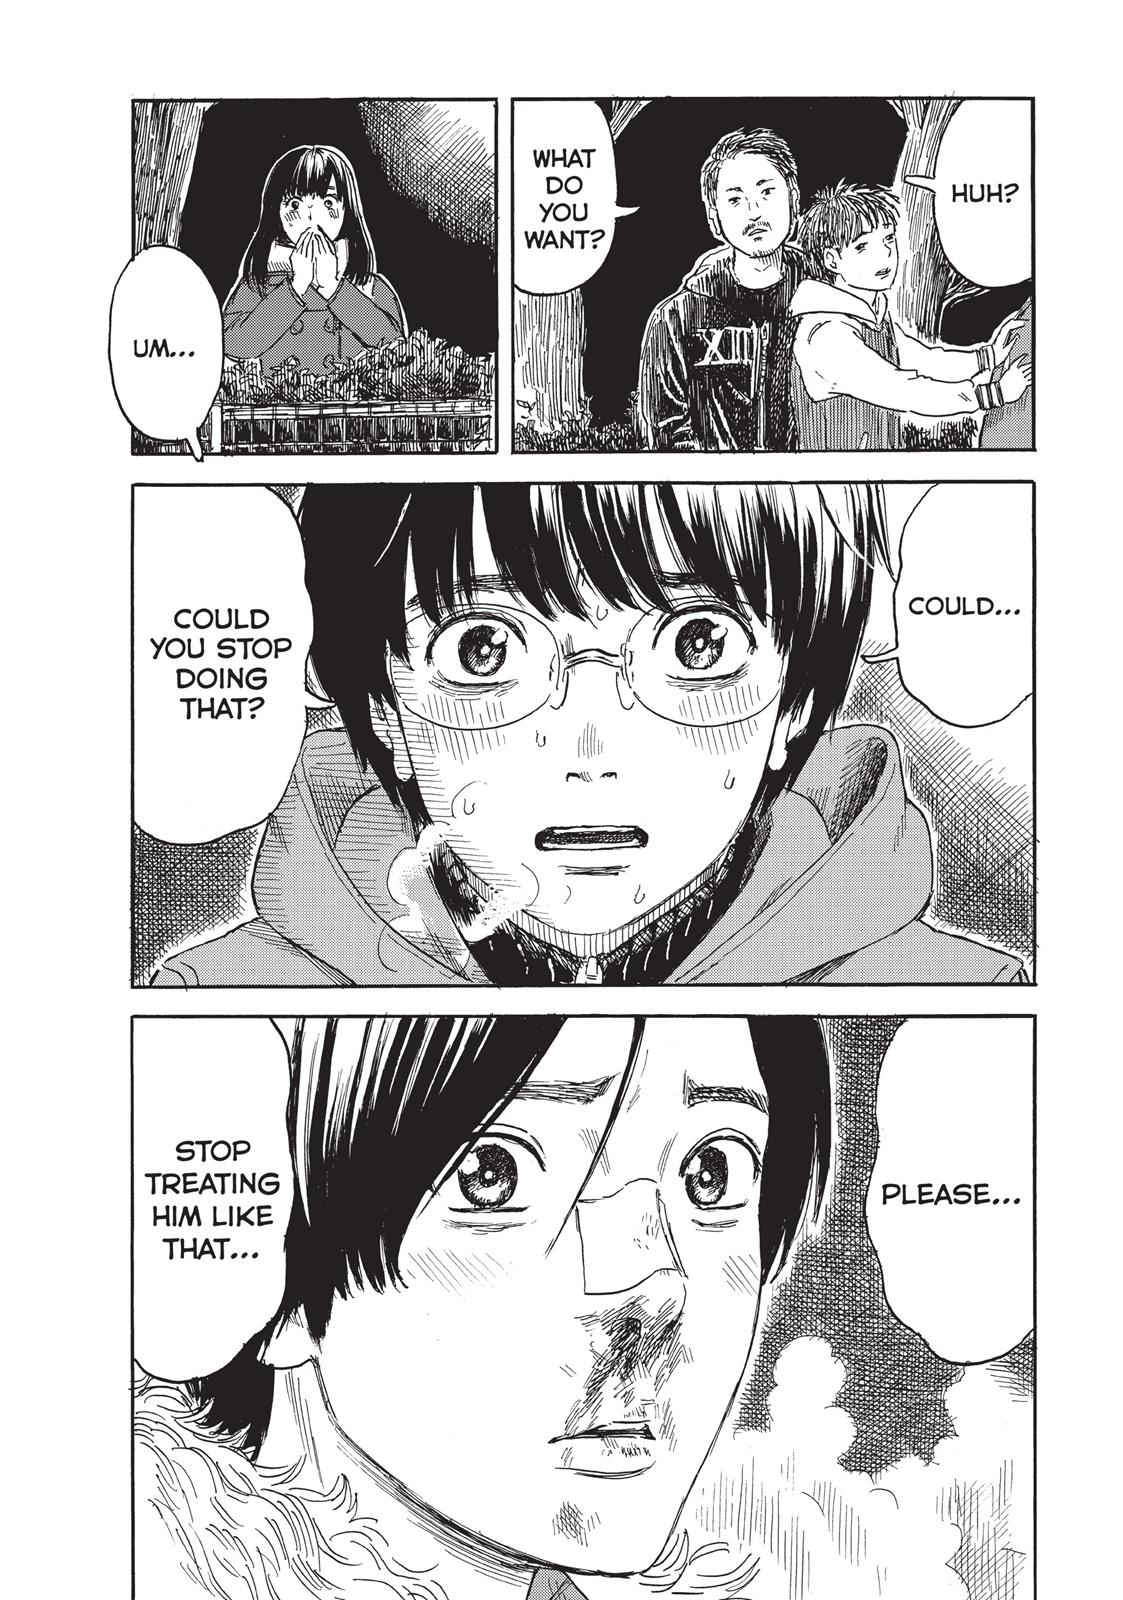 HUH?
WHAT
DO
YOU
WANT?
XIII
UM...
COULD...
COULD
YOU STOP
DOING
THAT?
PLEASE...
STOP
TREATING
HIM LIKE
THAT...